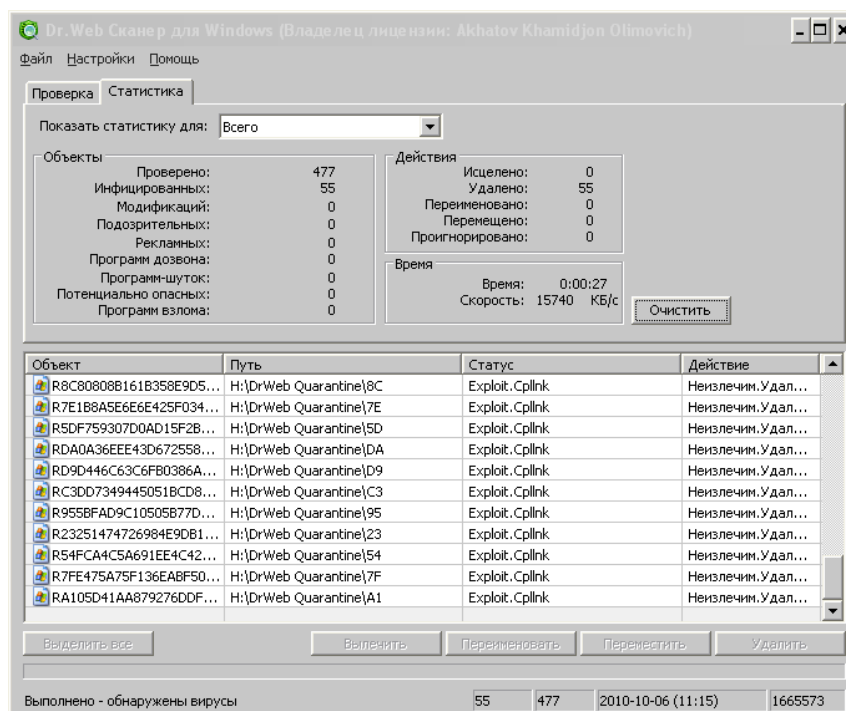 Dr.Web Сканер для Windows (Владелец лицензии: Akhatov Khamidjon Olimovich)
Файл Настройки Помощь
Проверка Статистика
Показать статистику для: Всего
Объекты
Проверено: 477
Инфицированных: 55
Модификаций: 0
Подозрительных: 0
Рекламных: 0
Программ дозвона: 0
Программ-шуток: 0
Потенциально опасных: 0
Программ взлома: 0
Действия
Исцелено: 0
Удалено: 55
Переименовано: 0
Перемещено: 0
Проигнорировано: 0
Время
Время: 0:00:27
Скорость: 15740 КБ/с
Очистить
Объект Путь Статус Действие
R8C80808B161B358E9D5... H:\DrWeb Quarantine\8C Exploit.Cpllnk Неизлечим.Удал...
R7E1B8A5E6E6E425F034... H:\DrWeb Quarantine\7E Exploit.Cpllnk Неизлечим.Удал...
R5DF759307D0AD15F2B... H:\DrWeb Quarantine\5D Exploit.Cpllnk Неизлечим.Удал...
RDA0A36EEE43D672558... H:\DrWeb Quarantine\DA Exploit.Cpllnk Неизлечим.Удал...
RD9D446C63C6FB0386A... H:\DrWeb Quarantine\D9 Exploit.Cpllnk Неизлечим.Удал...
RC3DD7349445051BCD8... H:\DrWeb Quarantine\C3 Exploit.Cpllnk Неизлечим.Удал...
R955BFAD9C10505B77D... H:\DrWeb Quarantine\95 Exploit.Cpllnk Неизлечим.Удал...
R23251474726984E9DB1... H:\DrWeb Quarantine\23 Exploit.Cpllnk Неизлечим.Удал...
R54FCA4C5A691EE4C42... H:\DrWeb Quarantine\54 Exploit.Cpllnk Неизлечим.Удал...
R7FE475A75F136EABF50... H:\DrWeb Quarantine\7F Exploit.Cpllnk Неизлечим.Удал...
RA105D41AA879276DDF... H:\DrWeb Quarantine\A1 Exploit.Cpllnk Неизлечим.Удал...
Выделить все Вылечить Переименовать Переместить Удалить
Выполнено - обнаружены вирусы 55 477 2010-10-06 (11:15) 1665573